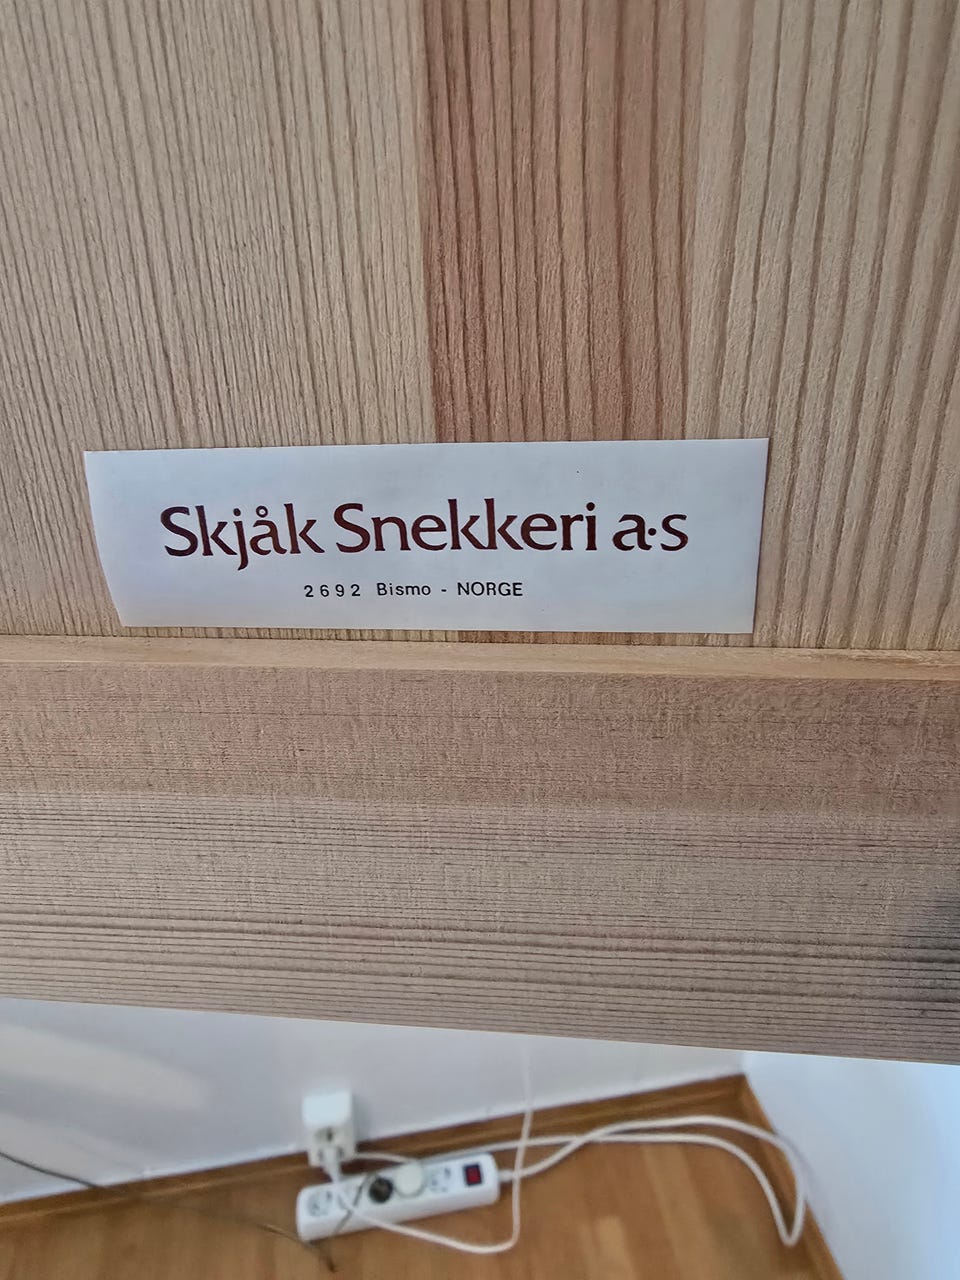 Skjåk Snekkeri a·s
2692 Bismo - NORGE